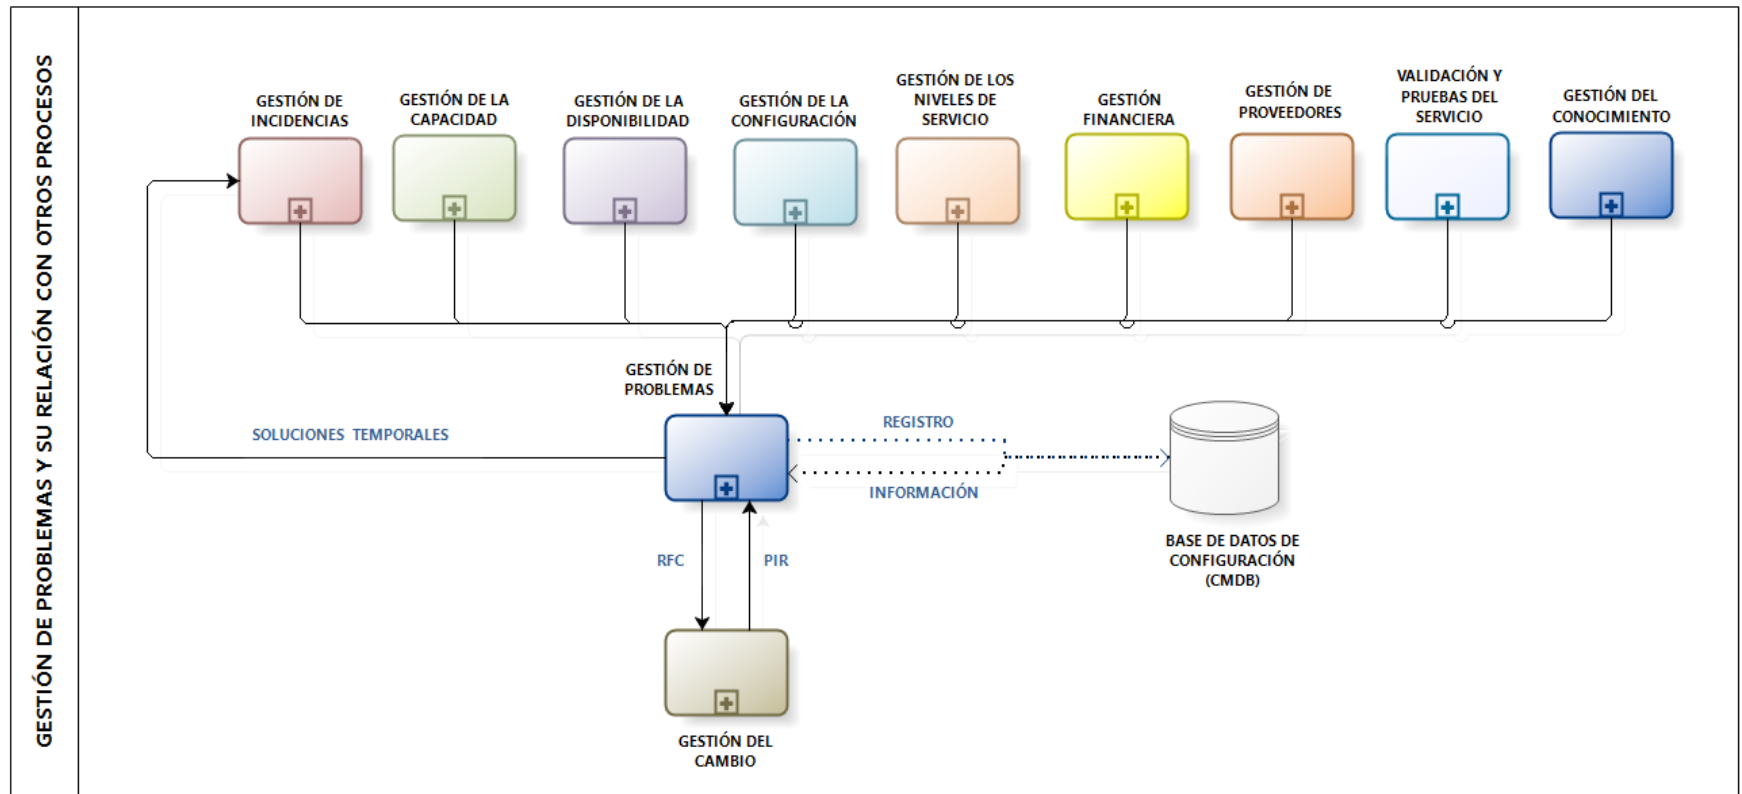 GESTIÓN DE PROBLEMAS Y SU RELACIÓN CON OTROS PROCESOS
GESTIÓN DE
INCIDENCIAS
GESTIÓN DE LA
CAPACIDAD
GESTIÓN DE LA
DISPONIBILIDAD
GESTIÓN DE LA
CONFIGURACIÓN
GESTIÓN DE LOS
NIVELES DE
SERVICIO
GESTIÓN
FINANCIERA
GESTIÓN DE
PROVEEDORES
VALIDACIÓN Y
PRUEBAS DEL
SERVICIO
GESTIÓN DEL
CONOCIMIENTO
GESTIÓN DE
PROBLEMAS
SOLUCIONES TEMPORALES
REGISTRO
INFORMACIÓN
BASE DE DATOS DE
CONFIGURACIÓN
(CMDB)
RFC
PIR
GESTIÓN DEL
CAMBIO